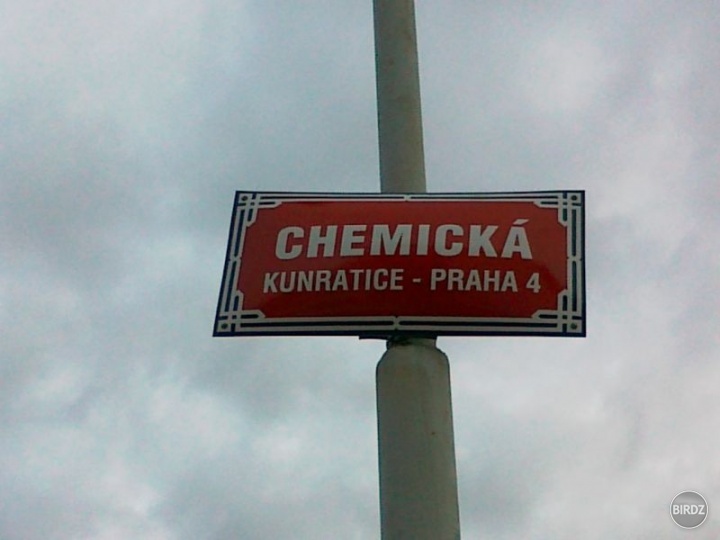 CHEMICKÁ
KUNRATICE - PRAHA 4
BIRDZ